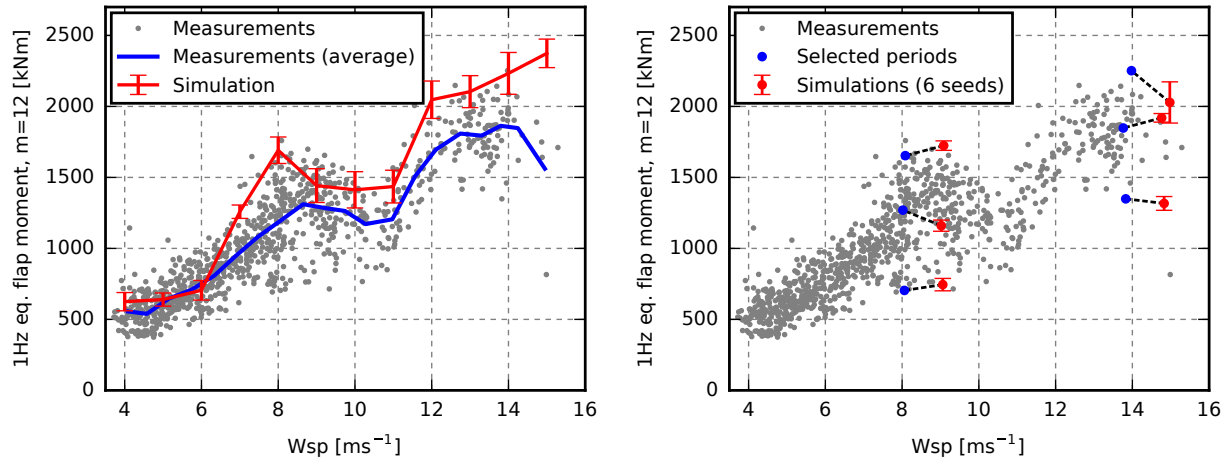 1Hz eq. flap moment, m=12 [kNm]
2500
2000
1500
1000
500
0
Measurements
Measurements (average)
Simulation
4 6 8 10 12 14 16
Wsp [ms⁻¹]
1Hz eq. flap moment, m=12 [kNm]
2500
2000
1500
1000
500
0
Measurements
Selected periods
Simulations (6 seeds)
4 6 8 10 12 14 16
Wsp [ms⁻¹]